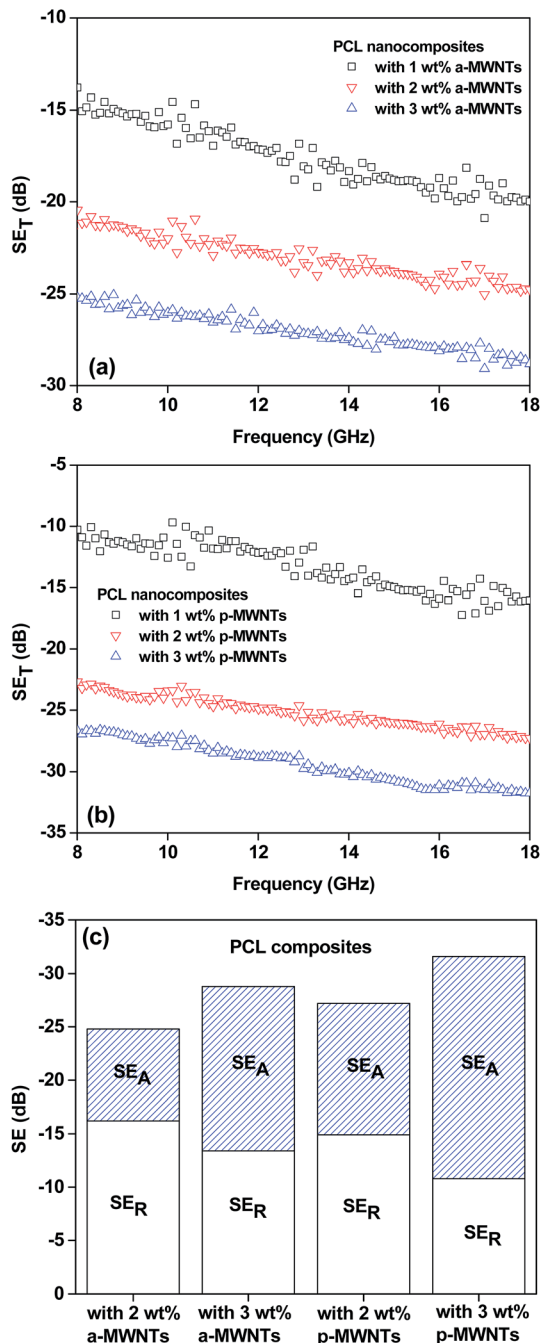 -10
PCL nanocomposites
with 1 wt% a-MWNTs
with 2 wt% a-MWNTs
with 3 wt% a-MWNTs
-15
-20
-25
-30
SE_T (dB)
(a)
8 10 12 14 16 18
Frequency (GHz)
-5
-10
-15
PCL nanocomposites
with 1 wt% p-MWNTs
with 2 wt% p-MWNTs
with 3 wt% p-MWNTs
-20
-25
-30
-35
SE_T (dB)
(b)
8 10 12 14 16 18
Frequency (GHz)
-35
(c)
PCL composites
-30
-25
-20
-15
-10
-5
0
SE (dB)
SE_A SE_A SE_A SE_A
SE_R SE_R SE_R SE_R
with 2 wt% with 3 wt% with 2 wt% with 3 wt%
a-MWNTs a-MWNTs p-MWNTs p-MWNTs